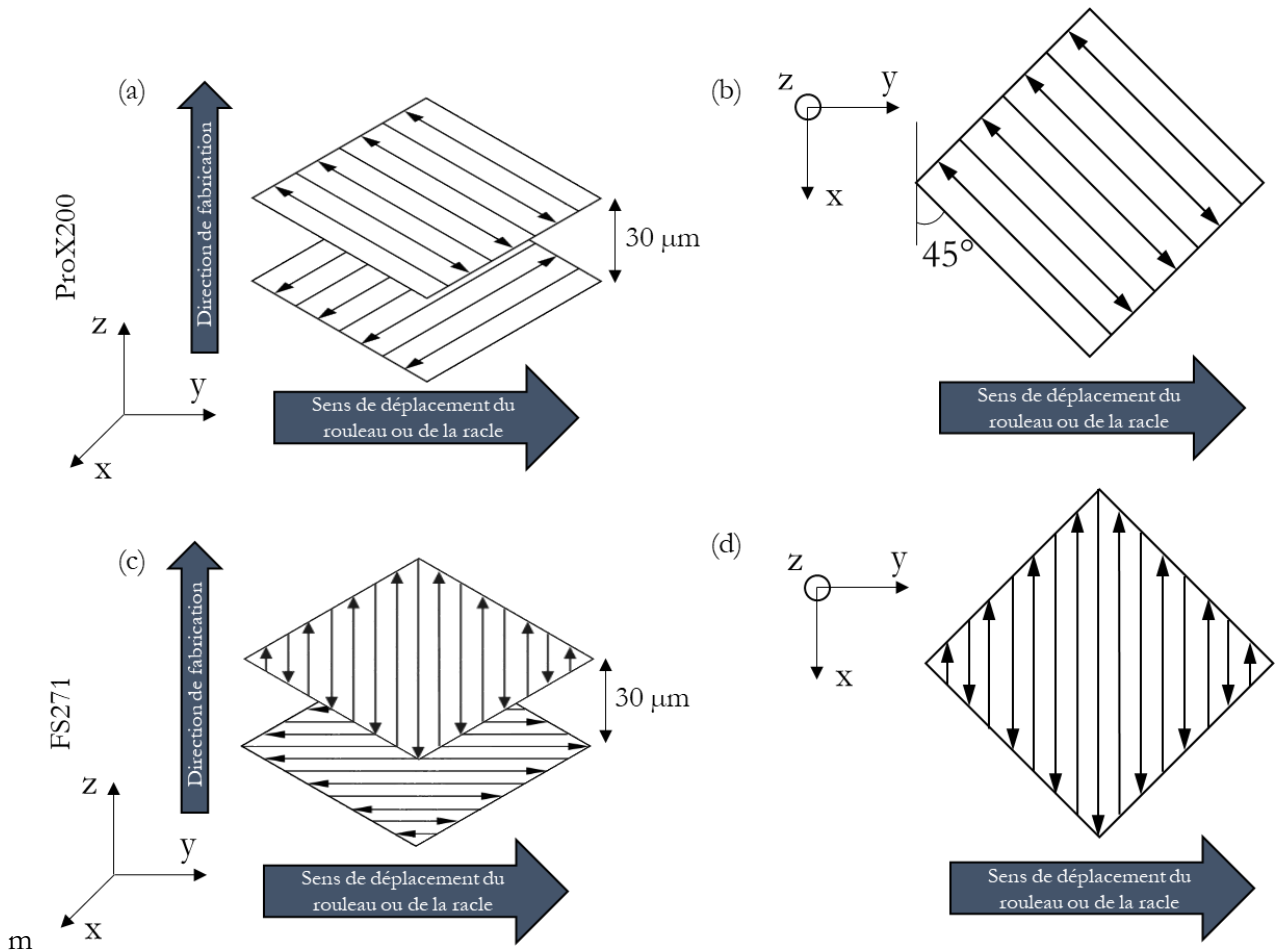 (a)
Direction de fabrication
ProX200
z
y
x
30 μm
Sens de déplacement du
rouleau ou de la racle
(b)
z
y
x
45°
Sens de déplacement du
rouleau ou de la racle
(c)
Direction de fabrication
FS271
z
y
x
30 μm
Sens de déplacement du
rouleau ou de la racle
(d)
z
y
x
Sens de déplacement du
rouleau ou de la racle
m